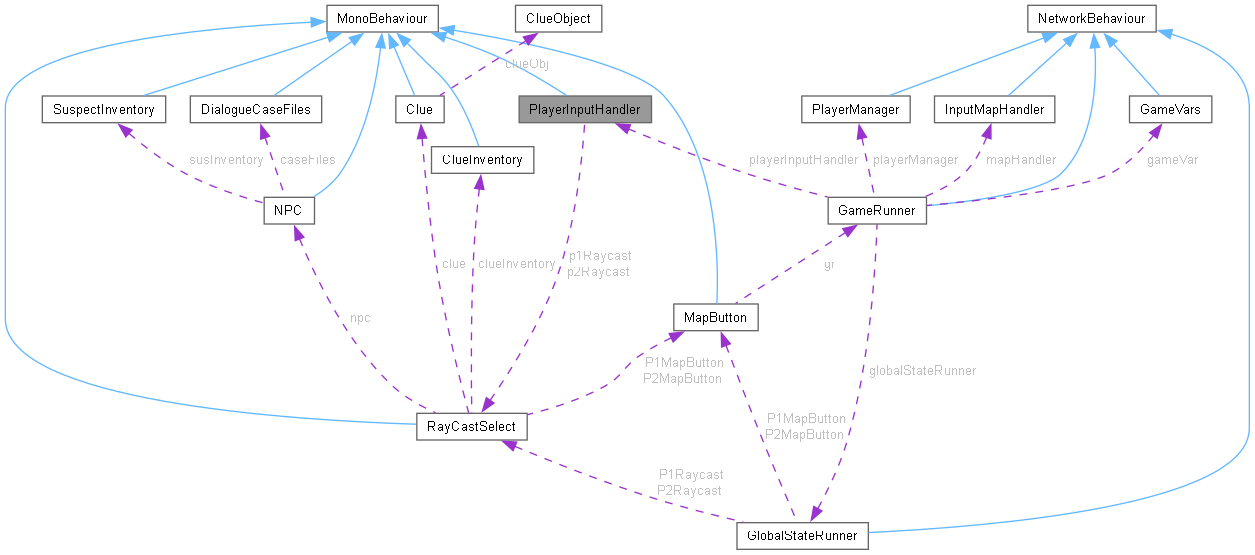 MonoBehaviour
ClueObject
NetworkBehaviour
clueObj
SuspectInventory
DialogueCaseFiles
Clue
PlayerInputHandler
PlayerManager
InputMapHandler
GameVars
susInventory
caseFiles
ClueInventory
playerInputHandler
playerManager
mapHandler
gameVar
NPC
GameRunner
clue
clueInventory
p1Raycast
p2Raycast
gr
npc
MapButton
P1MapButton
P2MapButton
globalStateRunner
RayCastSelect
P1MapButton
P2MapButton
P1Raycast
P2Raycast
GlobalStateRunner